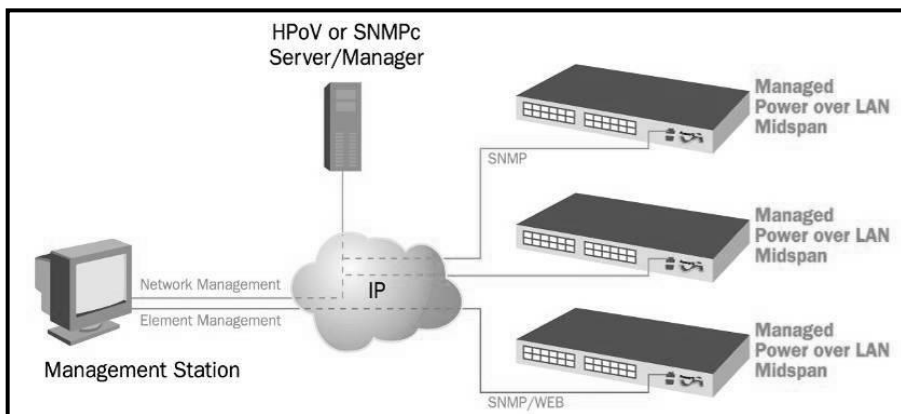 HPoV or SNMPc
Server/Manager
Managed
Power over LAN
Midspan
SNMP
Managed
Power over LAN
Midspan
Network Management
IP
Element Management
Management Station
Managed
Power over LAN
Midspan
SNMP/WEB